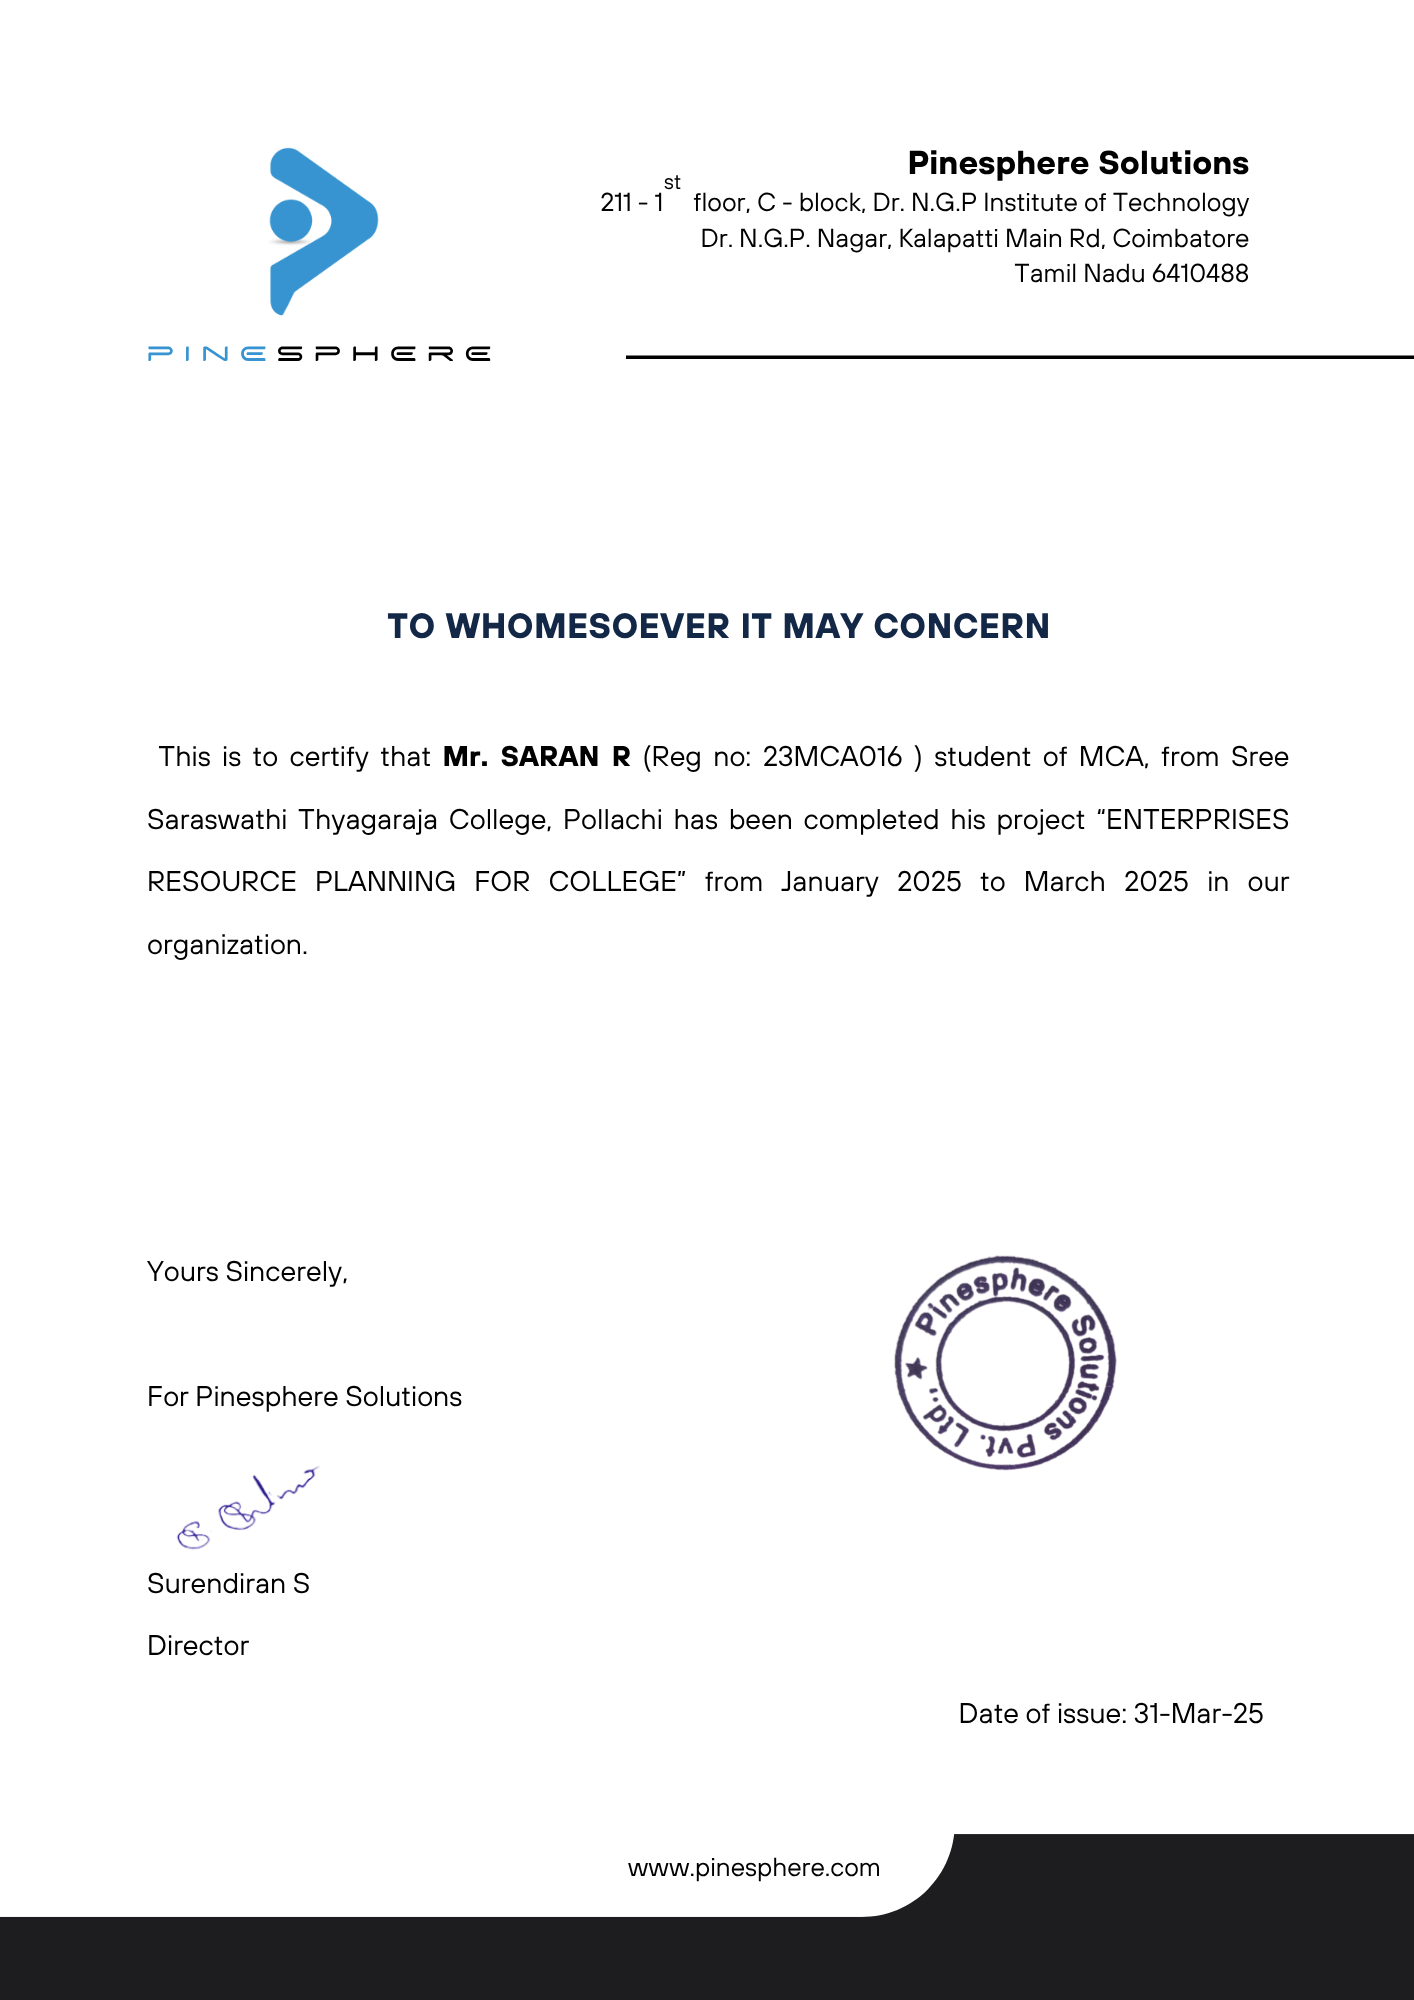 PINESPHERE
Pinesphere Solutions
211 - 1st floor, C - block, Dr. N.G.P Institute of Technology
Dr. N.G.P. Nagar, Kalapatti Main Rd, Coimbatore
Tamil Nadu 6410488
TO WHOMESOEVER IT MAY CONCERN
This is to certify that Mr. SARAN R (Reg no: 23MCA016 ) student of MCA, from Sree
Saraswathi Thyagaraja College, Pollachi has been completed his project “ENTERPRISES
RESOURCE PLANNING FOR COLLEGE” from January 2025 to March 2025 in our
organization.
Yours Sincerely,
For Pinesphere Solutions
Pinesphere Solutions Pvt. Ltd.,
Surendiran S
Director
Date of issue: 31-Mar-25
www.pinesphere.com